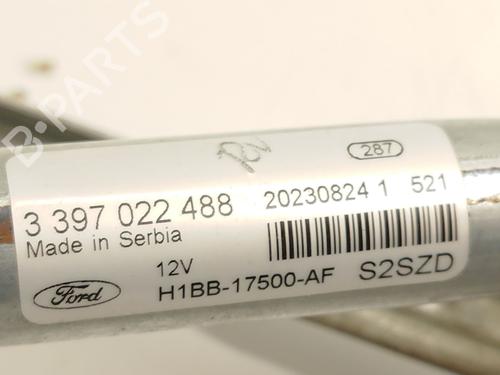 B-PARTS
287
3 397 022 488
20230824 1 521
Made in Serbia
12V
Ford
H1BB-17500-AF
S2SZD